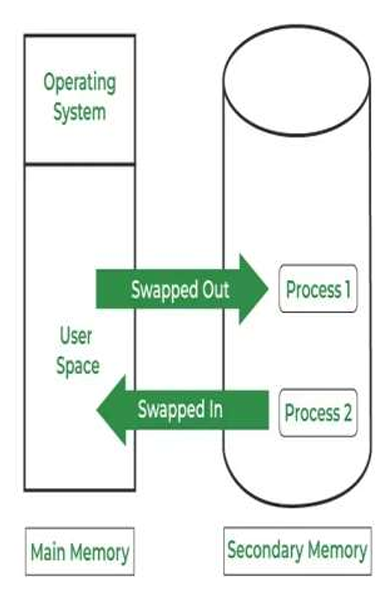 Operating
System
Swapped Out
Process 1
User
Space
Swapped In
Process 2
Main Memory
Secondary Memory